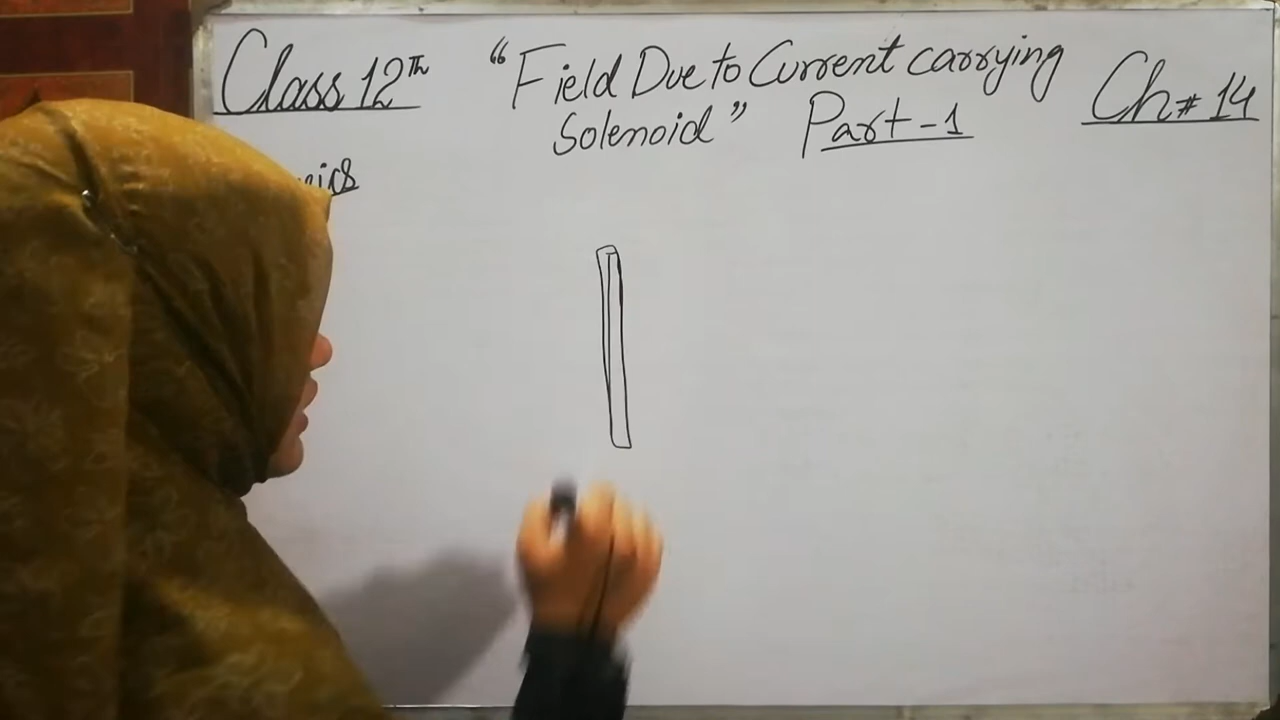 Class 12th “Field Due to Current carrying Ch# 14
Solenoid” Part-1